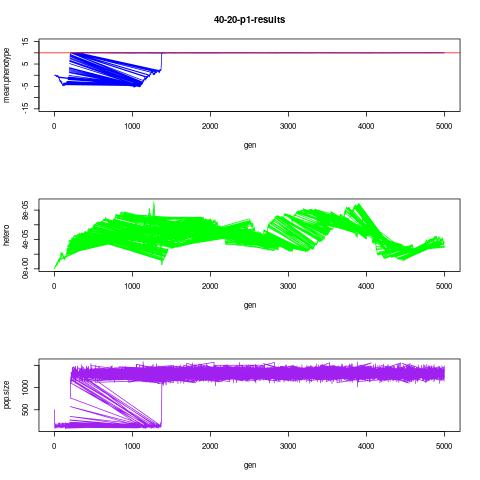 40-20-p1-results
mean.phenotype
15
5
-5
-15
0 1000 2000 3000 4000 5000
gen
hetero
8e-05
4e-05
0e+00
0 1000 2000 3000 4000 5000
gen
pop.size
1000
500
0 1000 2000 3000 4000 5000
gen